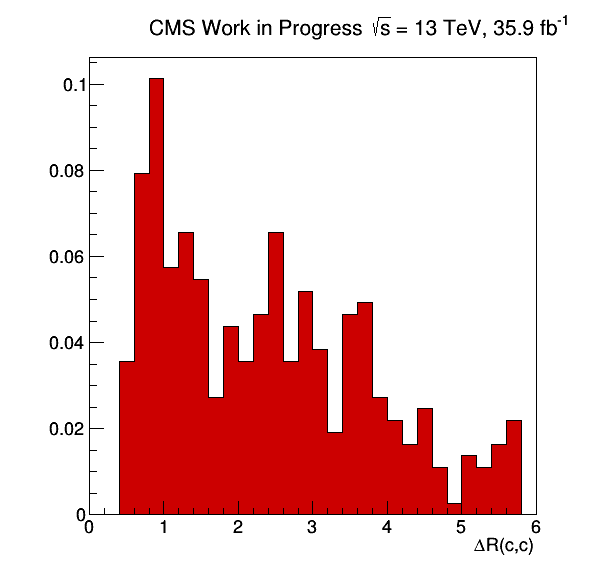 CMS Work in Progress √s = 13 TeV, 35.9 fb⁻¹
0.1
0.08
0.06
0.04
0.02
0
0 1 2 3 4 5 6
ΔR(c,c)